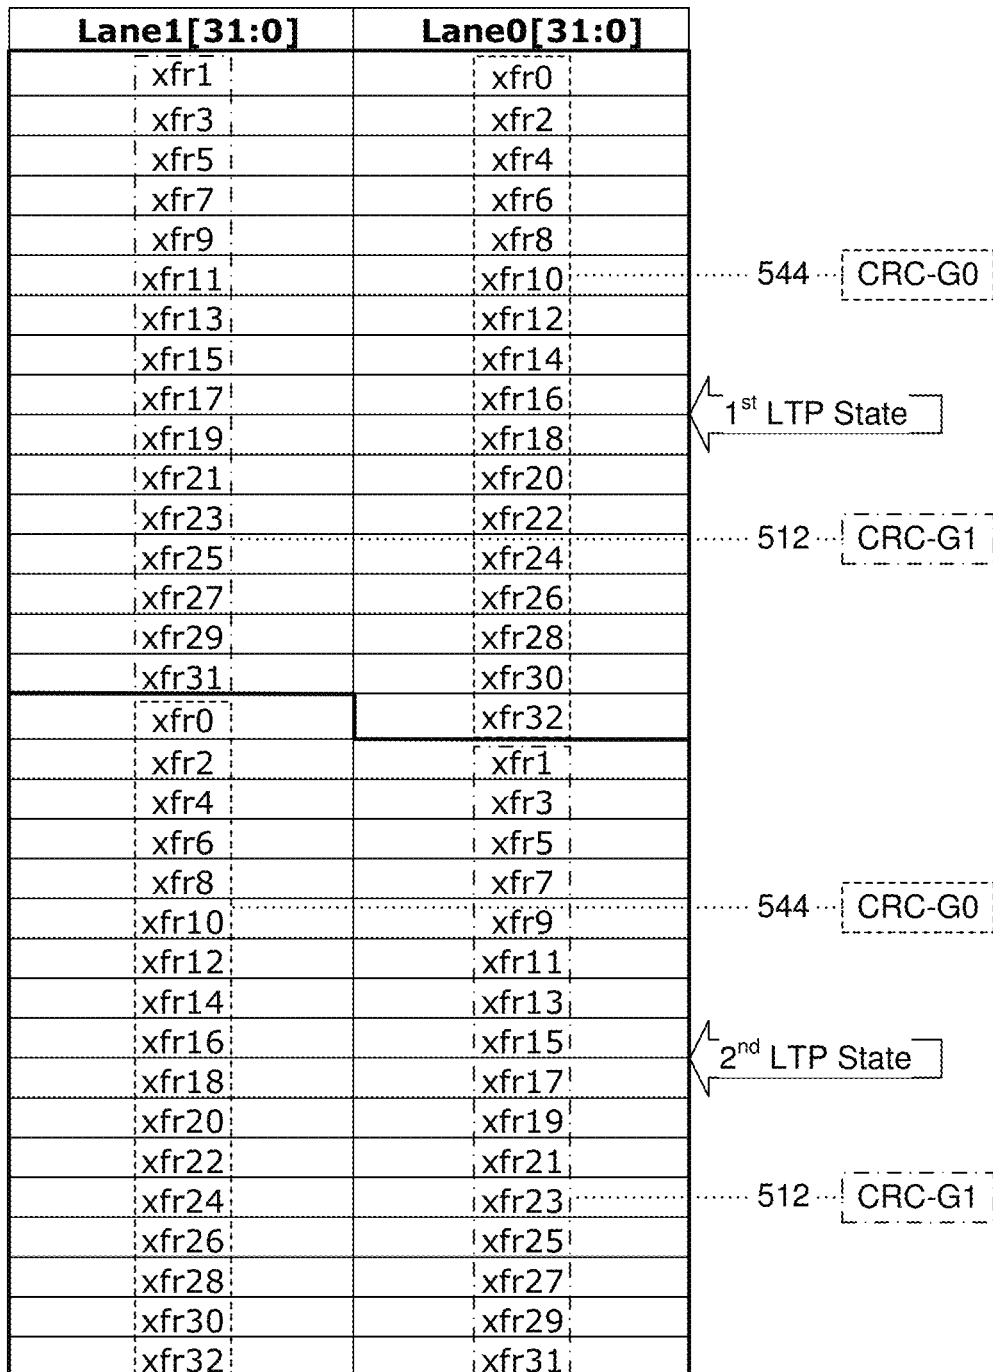 Lane1[31:0] Lane0[31:0]
xfr1 xfr0
xfr3 xfr2
xfr5 xfr4
xfr7 xfr6
xfr9 xfr8
xfr11 xfr10 544 CRC-G0
xfr13 xfr12
xfr15 xfr14
xfr17 xfr16
1st LTP State
xfr19 xfr18
xfr21 xfr20
xfr23 xfr22
512 CRC-G1
xfr25 xfr24
xfr27 xfr26
xfr29 xfr28
xfr31 xfr30
xfr0 xfr32
xfr2 xfr1
xfr4 xfr3
xfr6 xfr5
xfr8 xfr7
544 CRC-G0
xfr10 xfr9
xfr12 xfr11
xfr14 xfr13
xfr16 xfr15
2nd LTP State
xfr18 xfr17
xfr20 xfr19
xfr22 xfr21
xfr24 xfr23 512 CRC-G1
xfr26 xfr25
xfr28 xfr27
xfr30 xfr29
xfr32 xfr31